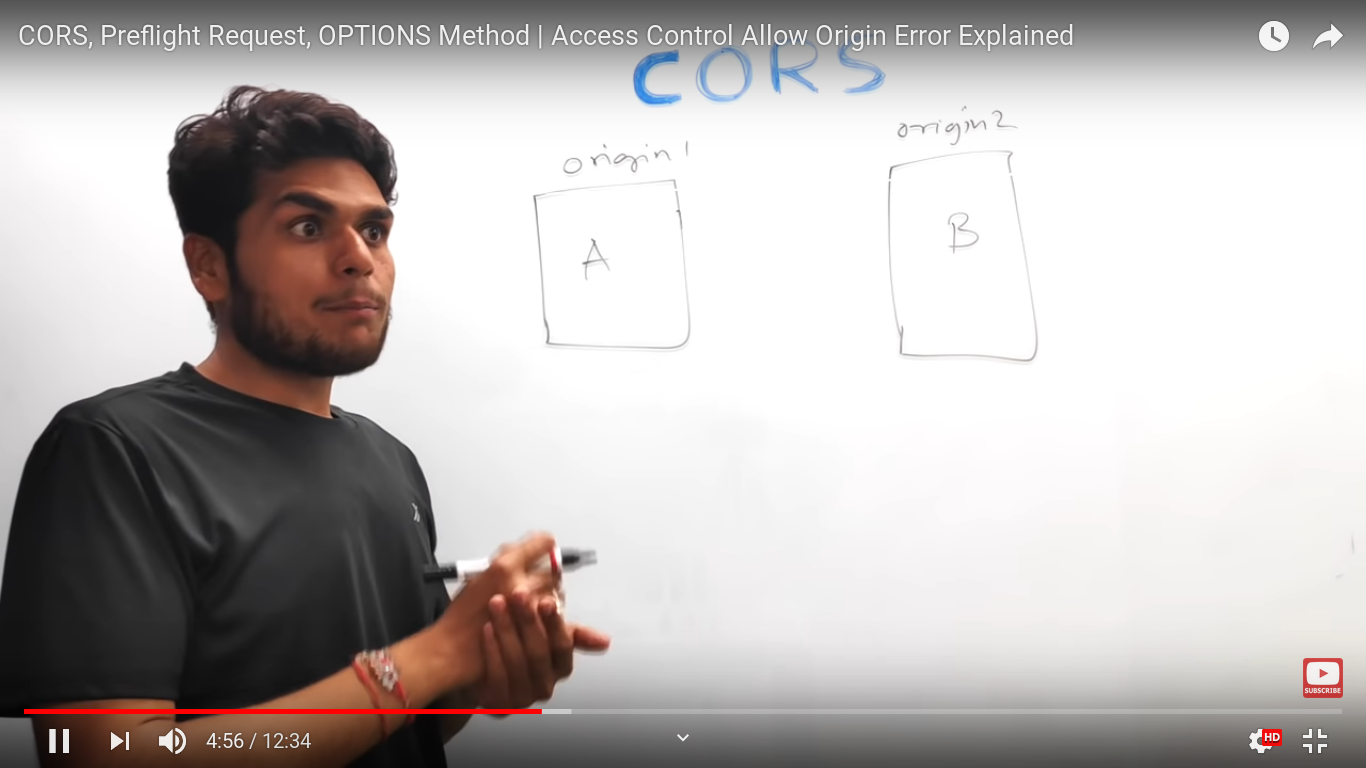 CORS, Preflight Request, OPTIONS Method | Access Control Allow Origin Error Explained
CORS
origin 1
origin 2
A
B
SUBSCRIBE
4:56 / 12:34
HD